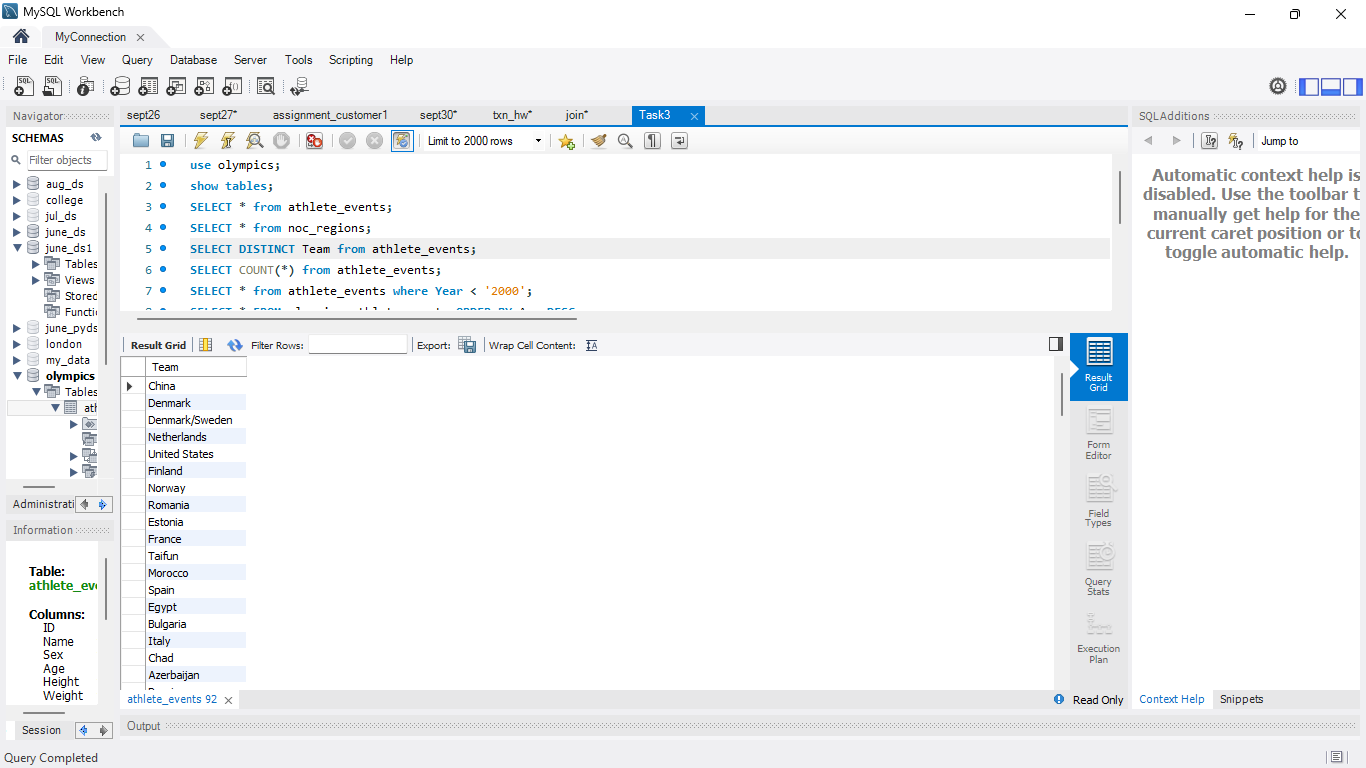 MySQL Workbench
MyConnection
File Edit View Query Database Server Tools Scripting Help
Navigator
SCHEMAS
Filter objects
aug_ds
college
jul_ds
june_ds
june_ds1
Tables
Views
Stored
Functi
june_pyds
london
my_data
olympics
Tables
ath
Administrati
Information
Table:
athlete_eve
Columns:
ID
Name
Sex
Age
Height
Weight
Session
Query Completed
sept26 sept27* assignment_customer1 sept30* txn_hw* join* Task3
Limit to 2000 rows
1 use olympics;
2 show tables;
3 SELECT * from athlete_events;
4 SELECT * from noc_regions;
5 SELECT DISTINCT Team from athlete_events;
6 SELECT COUNT(*) from athlete_events;
7 SELECT * from athlete_events where Year < '2000';
Result Grid Filter Rows: Export: Wrap Cell Content:
Team
China
Denmark
Denmark/Sweden
Netherlands
United States
Finland
Norway
Romania
Estonia
France
Taifun
Morocco
Spain
Egypt
Bulgaria
Italy
Chad
Azerbaijan
Result
Grid
Form
Editor
Field
Types
Query
Stats
Execution
Plan
athlete_events 92
Read Only
Output
SQLAdditions
Jump to
Automatic context help is
disabled. Use the toolbar t
manually get help for the
current caret position or to
toggle automatic help.
Context Help Snippets